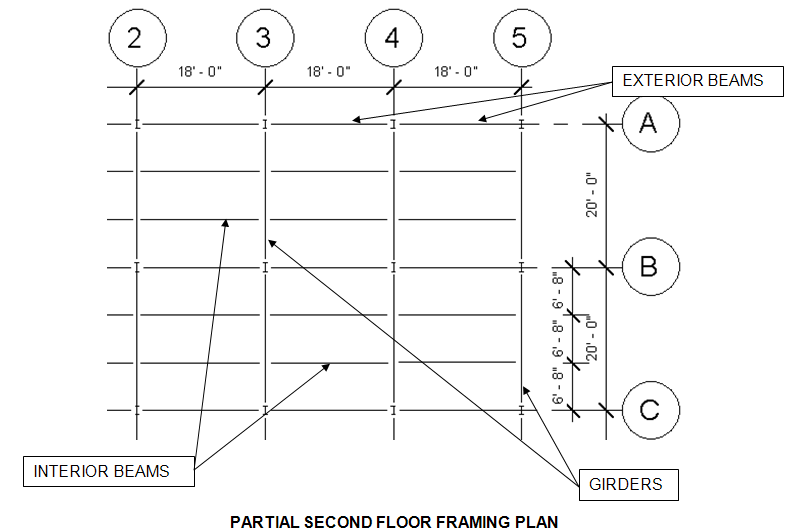 2
3
4
5
18' - 0"
18' - 0"
18' - 0"
EXTERIOR BEAMS
A
20' - 0"
B
6' - 8"
6' - 8"
20' - 0"
6' - 8"
C
INTERIOR BEAMS
GIRDERS
PARTIAL SECOND FLOOR FRAMING PLAN